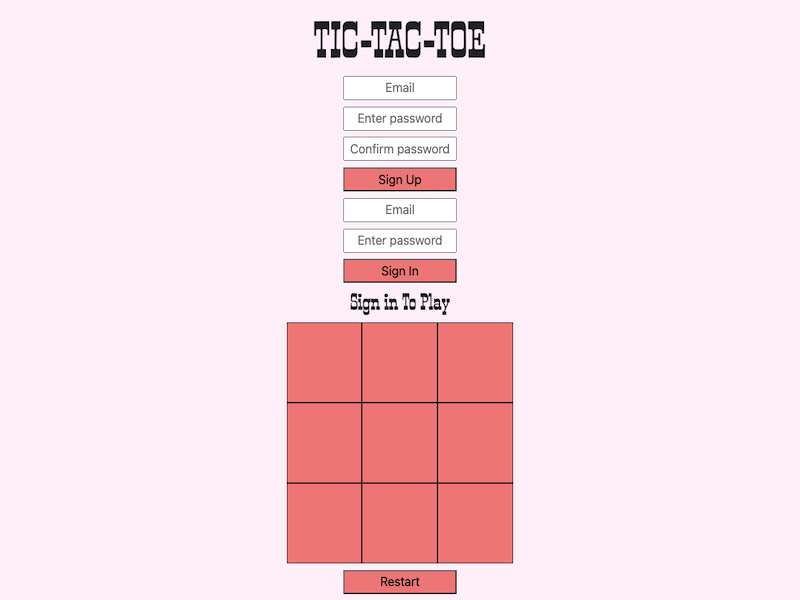 TIC-TAC-TOE
Email
Enter password
Confirm password
Sign Up
Email
Enter password
Sign In
Sign in To Play
Restart